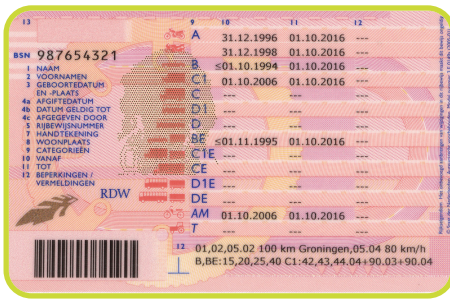 13 9 10 11 12
A 31.12.1996 01.10.2016 ---
31.12.1998 01.10.2016 ---
BSN 987654321
B ≤01.10.1994 01.10.2016 ---
C1 01.10.2006 01.10.2016 ---
C --- --- ---
D1 --- --- ---
D --- --- ---
BE ≤01.11.1995 01.10.2016 ---
C1E --- --- ---
CE --- --- ---
D1E --- --- ---
DE --- --- ---
AM 01.10.2006 01.10.2016 ---
T --- --- ---
1 NAAM
2 VOORNAMEN
3 GEBOORTEDATUM
EN -PLAATS
4a AFGIFTEDATUM
4b DATUM GELDIG TOT
4c AFGEGEVEN DOOR
5 RIJBEWIJSNUMMER
7 HANDTEKENING
8 WOONPLAATS
9 CATEGORIEËN
10 VANAF
11 TOT
12 BEPERKINGEN /
VERMELDINGEN
RDW
12 01,02,05.02 100 km Groningen,05.04 80 km/h
B,BE:15,20,25,40 C1:42,43,44.04+90.03+90.04